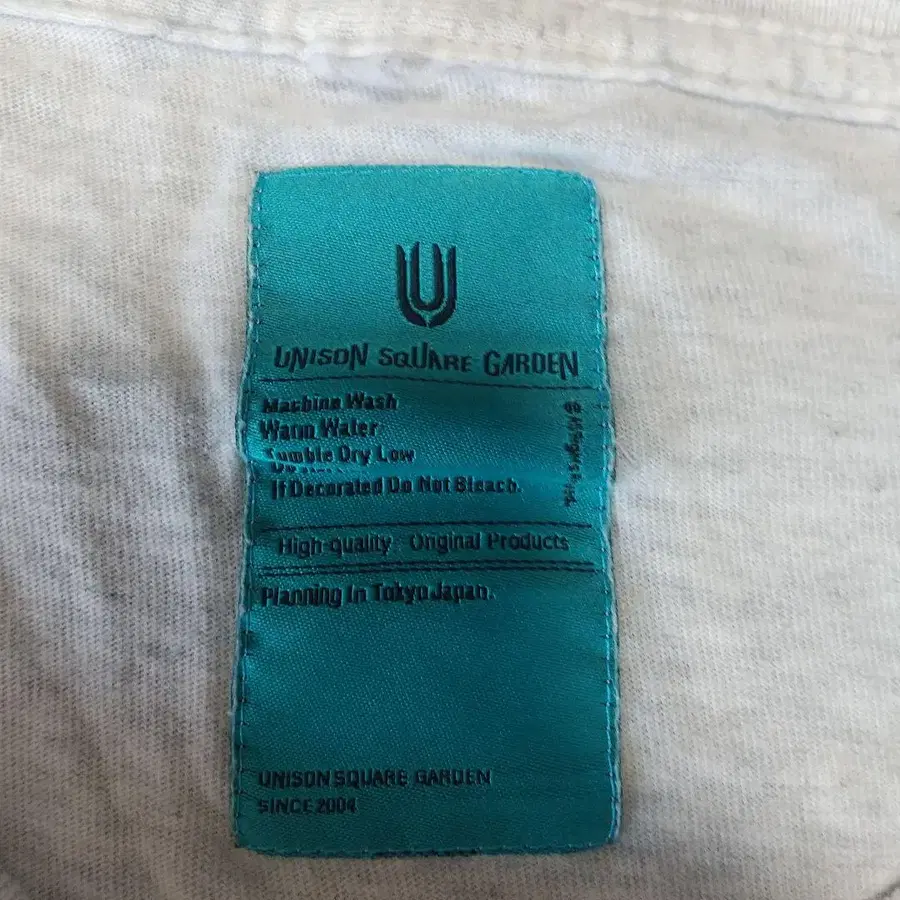 UNISON SQUARE GARDEN
Machine Wash
Warm Water
Tumble Dry Low
If Decorated Do Not Bleach.
High-quality Original Products
Planning In Tokyo Japan.
UNISON SQUARE GARDEN
SINCE 2004